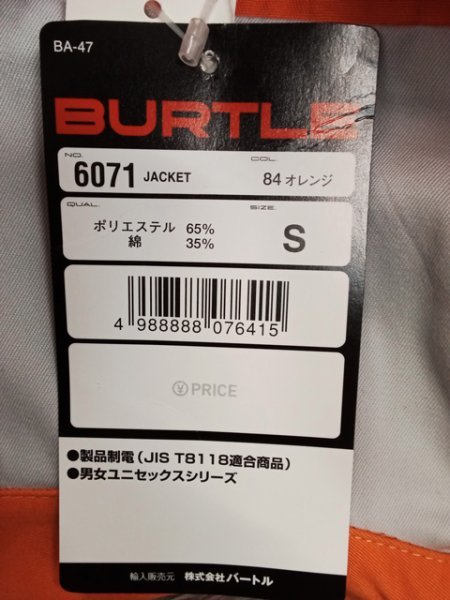 BA-47
BURTLE
NO. COL.
6071 JACKET 84 オレンジ
QUAL. SIZE.
ポリエステル 65%
綿 35%
S
4 988888 076415
¥ PRICE
●製品制電(JIS T8118適合商品)
●男女ユニセックスシリーズ
輸入販売元 株式会社バートル